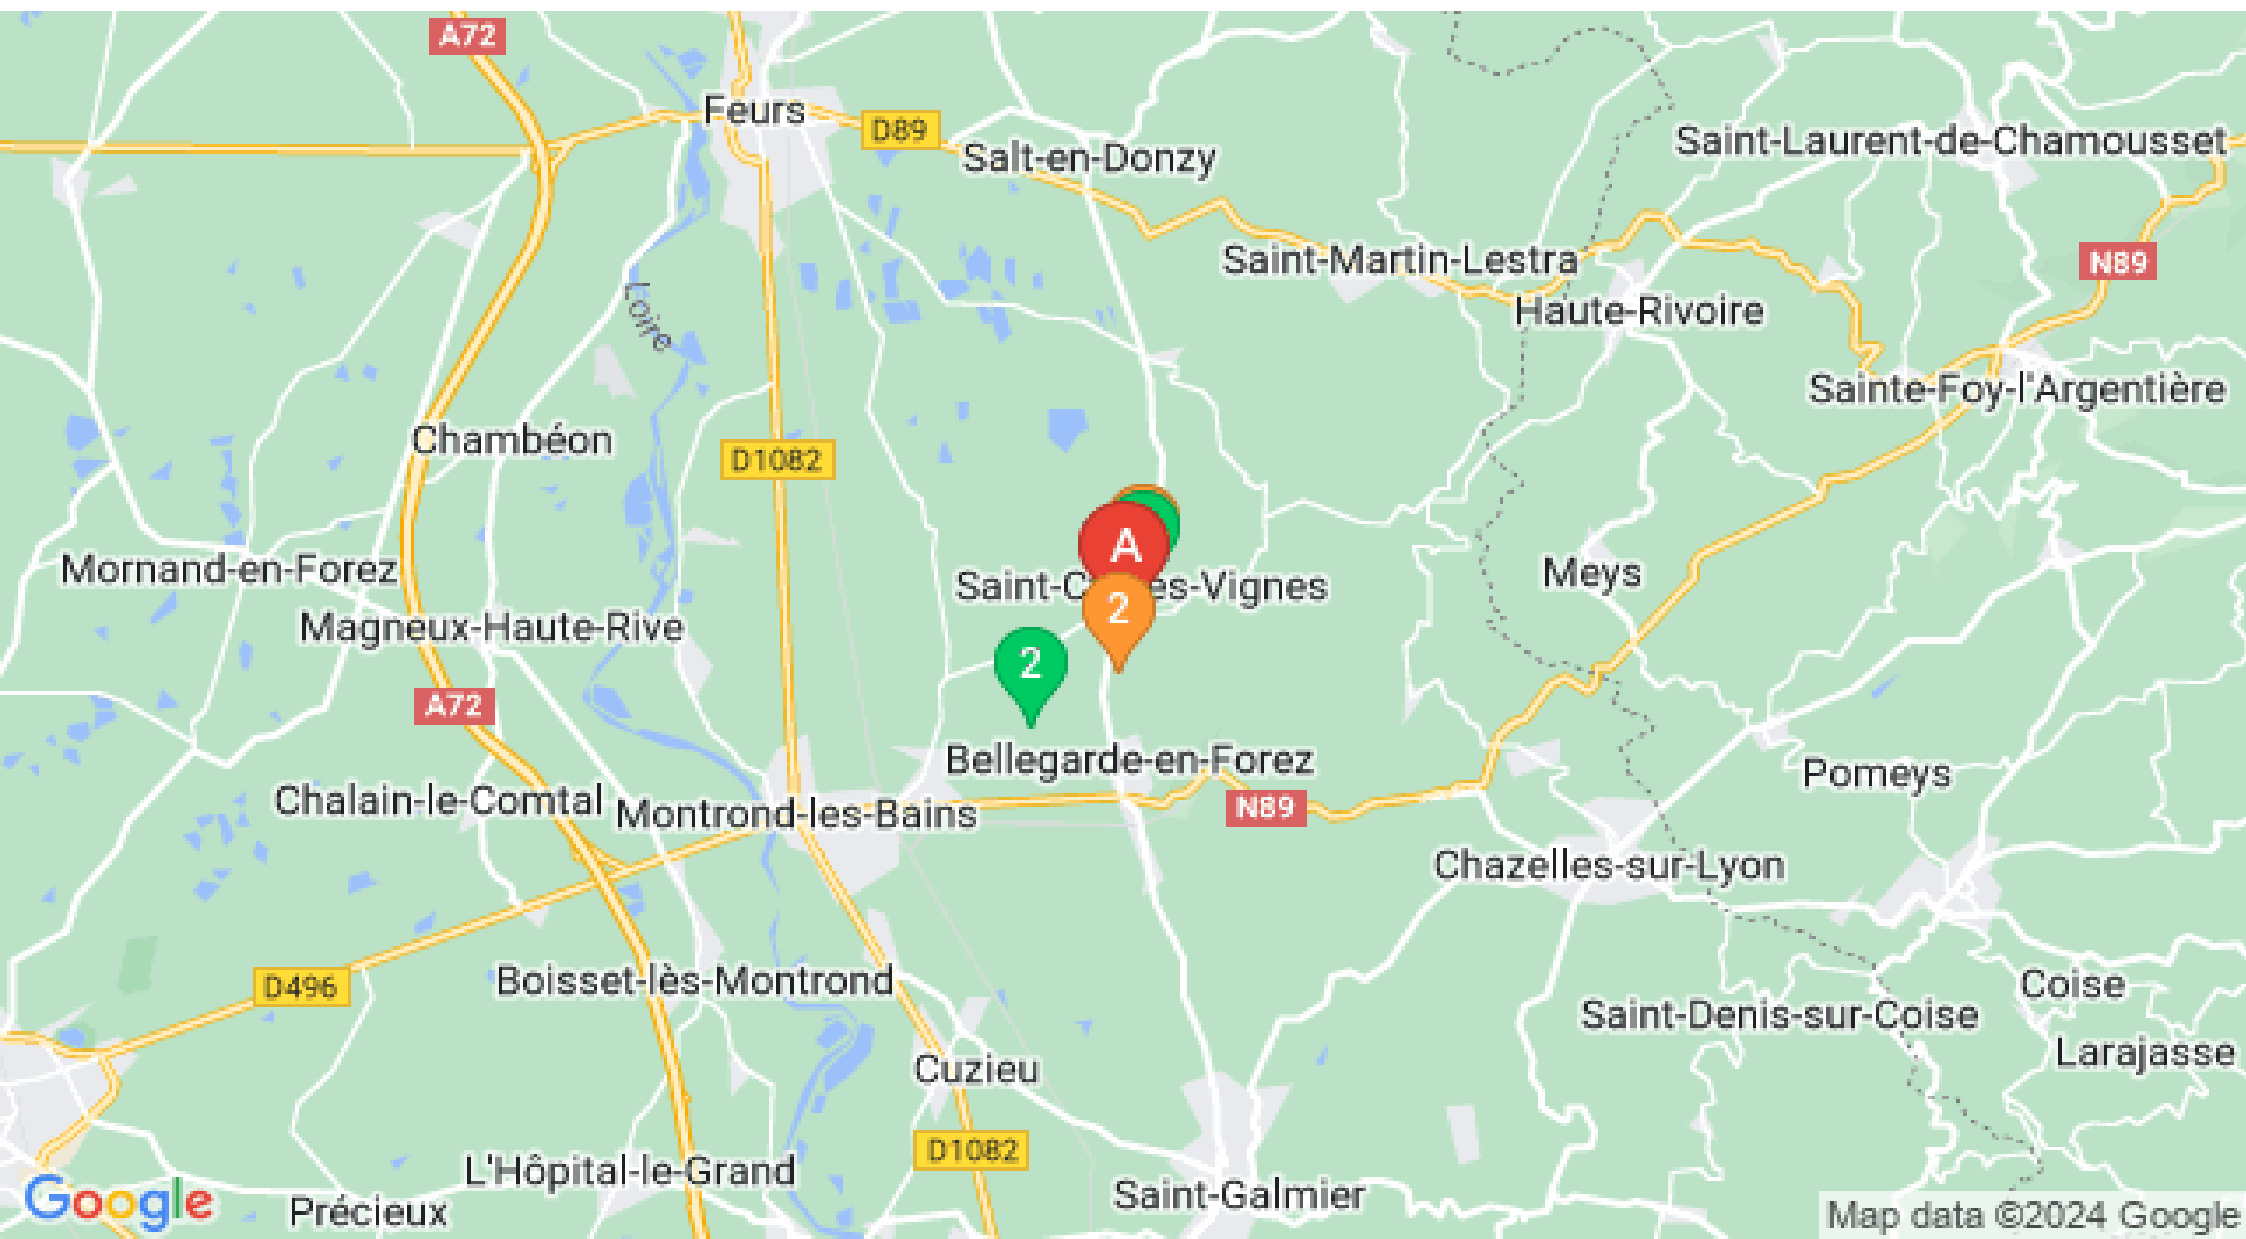 A72
Feurs
D89
Salt-en-Donzy
Saint-Laurent-de-Chamousset
Saint-Martin-Lestra
N89
Loire
Haute-Rivoire
Sainte-Foy-l'Argentière
Chambéon
D1082
A
Mornand-en-Forez
Meys
2
Magneux-Haute-Rive
2
A72
Bellegarde-en-Forez
Pomeys
Chalain-le-Comtal
Montrond-les-Bains
N89
Chazelles-sur-Lyon
D496
Boisset-lès-Montrond
Coise
Saint-Denis-sur-Coise
Larajasse
Cuzieu
D1082
L'Hôpital-le-Grand
Saint-Galmier
Google
Précieux
Map data ©2024 Google